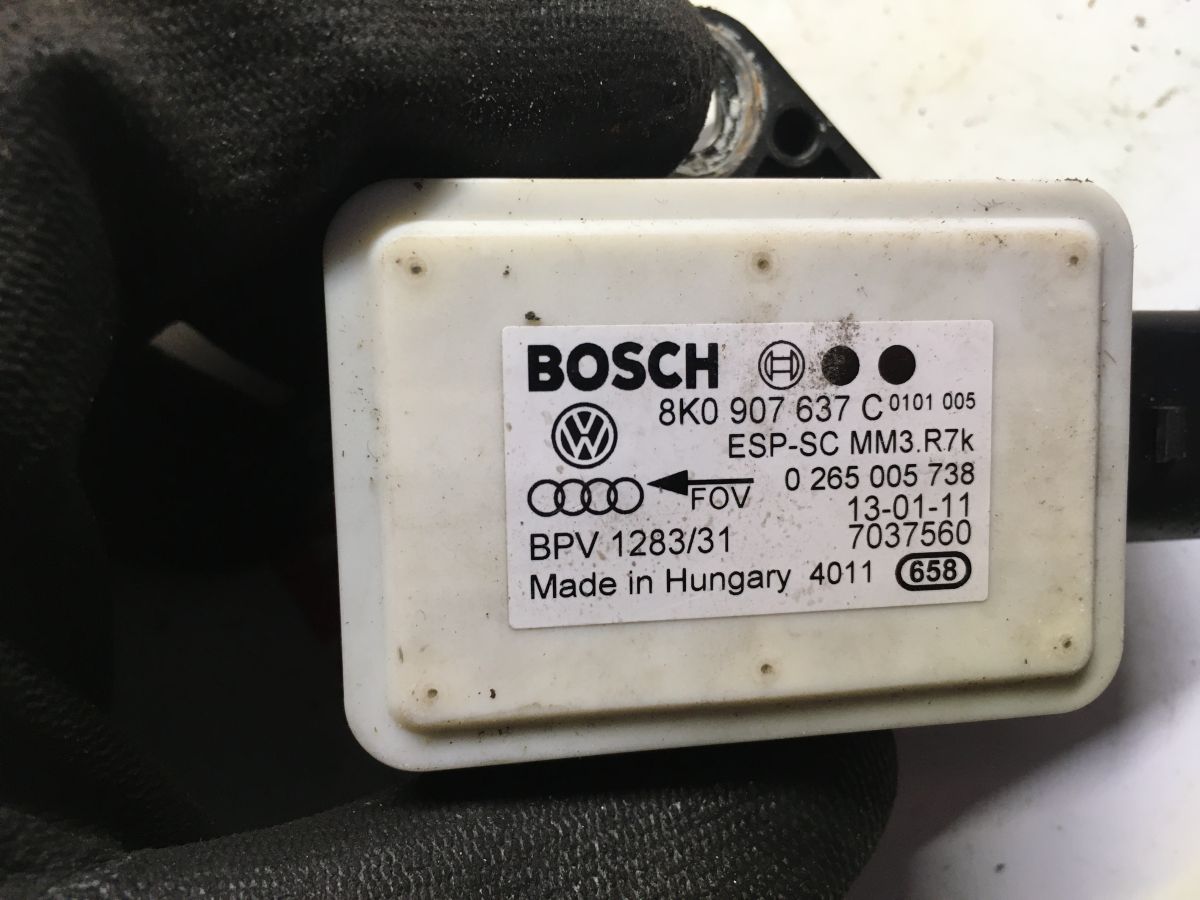 BOSCH
8K0 907 637 C 0101 005
ESP-SC MM3.R7k
0 265 005 738
FOV
13-01-11
BPV 1283/31 7037560
Made in Hungary 4011 658